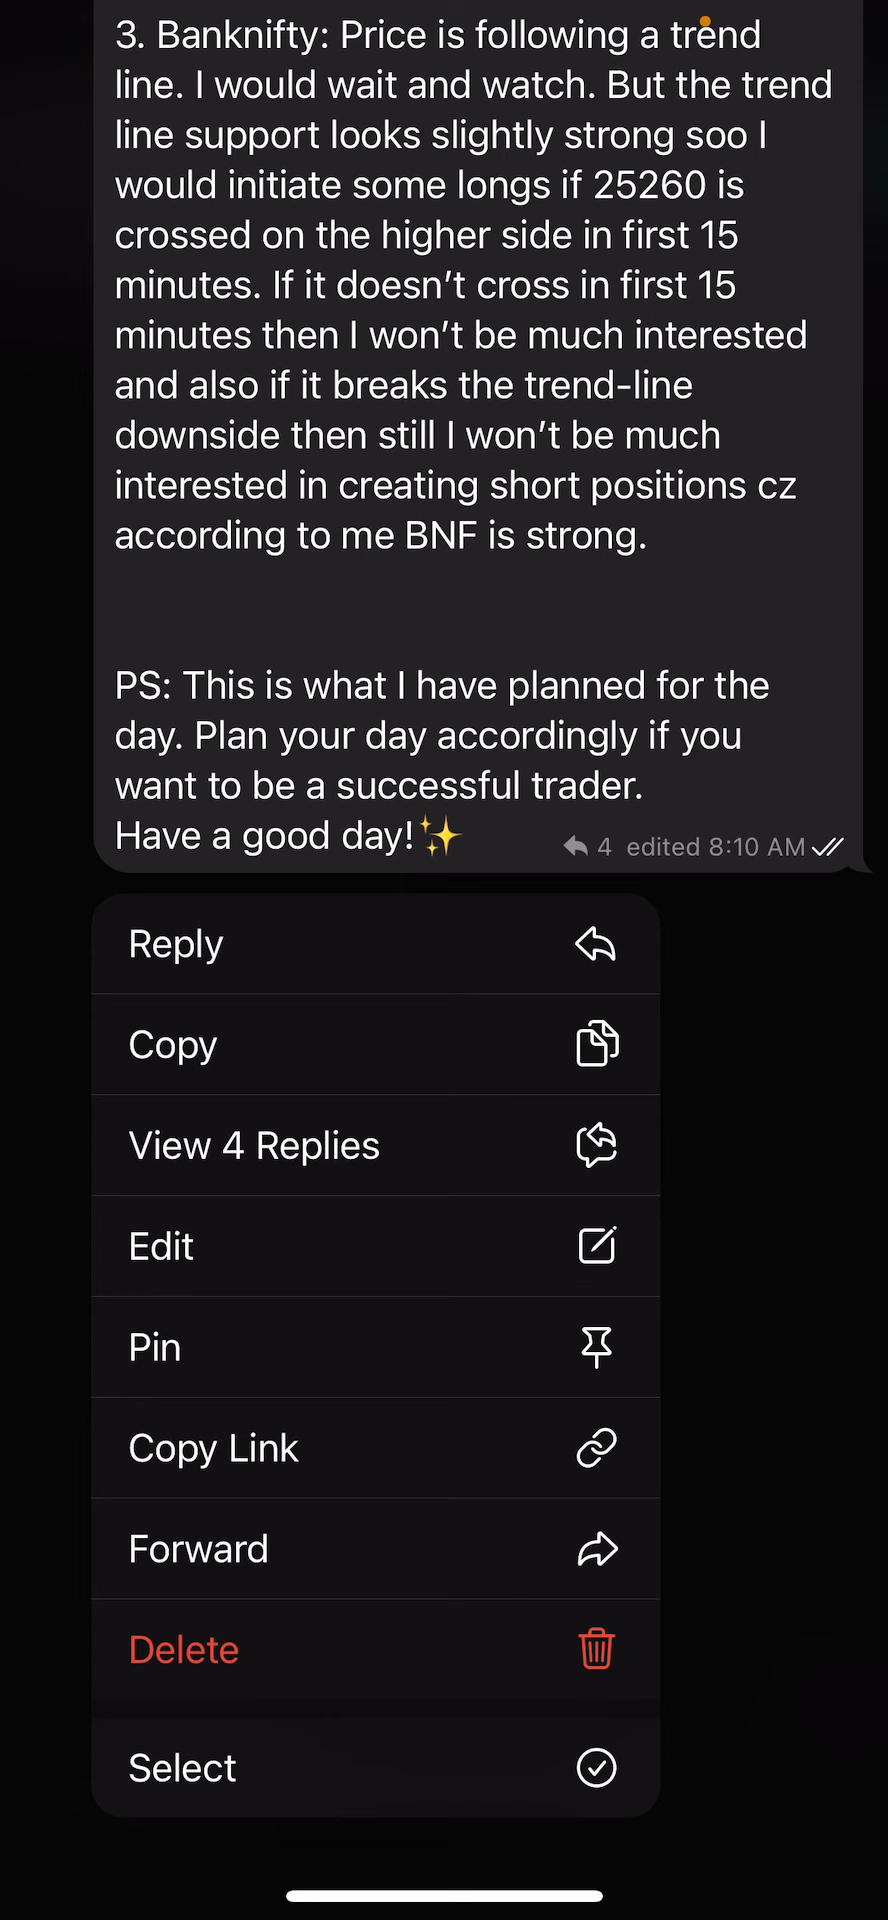 3. Banknifty: Price is following a trend
line. I would wait and watch. But the trend
line support looks slightly strong soo I
would initiate some longs if 25260 is
crossed on the higher side in first 15
minutes. If it doesn’t cross in first 15
minutes then I won’t be much interested
and also if it breaks the trend-line
downside then still I won’t be much
interested in creating short positions cz
according to me BNF is strong.
PS: This is what I have planned for the
day. Plan your day accordingly if you
want to be a successful trader.
Have a good day!✨ 4 edited 8:10 AM
Reply
Copy
View 4 Replies
Edit
Pin
Copy Link
Forward
Delete
Select